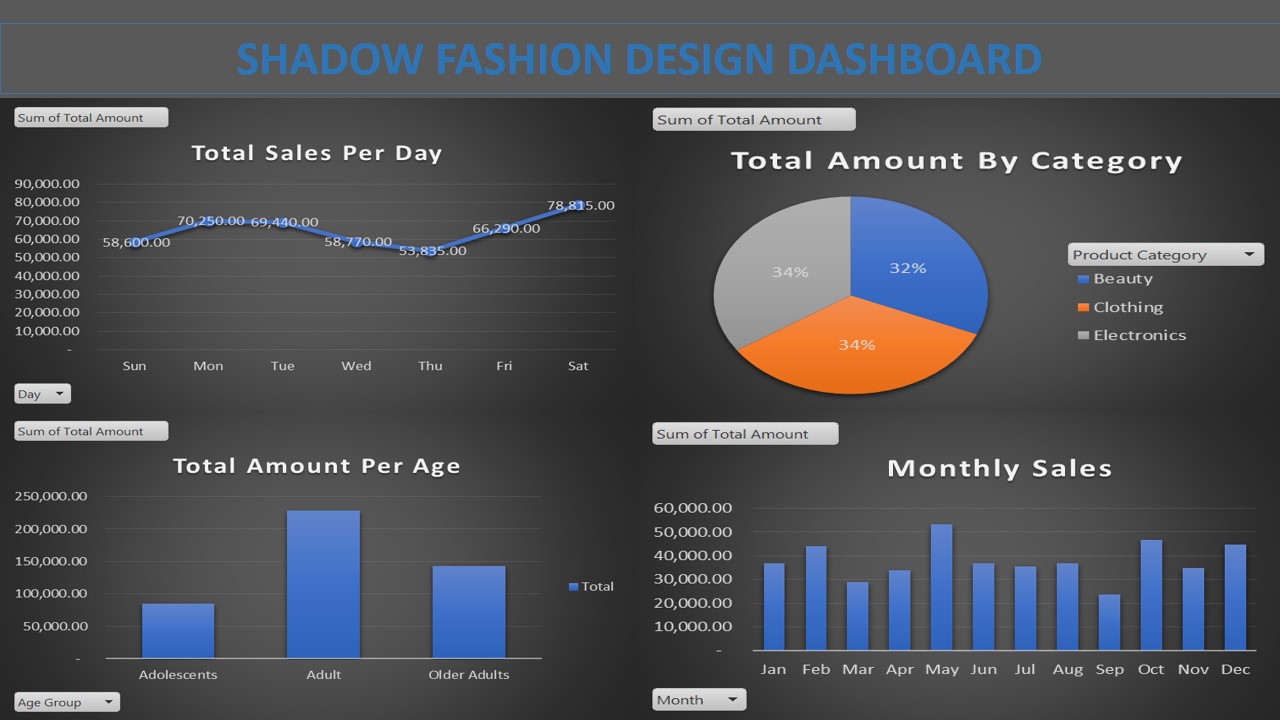 SHADOW FASHION DESIGN DASHBOARD
Sum of Total Amount
Total Sales Per Day
90,000.00
80,000.00
70,000.00
60,000.00
50,000.00
40,000.00
30,000.00
20,000.00
10,000.00
-
58,600.00
70,250.00
69,440.00
58,770.00
53,835.00
66,290.00
78,815.00
Sun Mon Tue Wed Thu Fri Sat
Day
Sum of Total Amount
Total Amount By Category
34%
32%
34%
Product Category
Beauty
Clothing
Electronics
Sum of Total Amount
Total Amount Per Age
250,000.00
200,000.00
150,000.00
100,000.00
50,000.00
-
Adolescents Adult Older Adults
Total
Age Group
Sum of Total Amount
Monthly Sales
60,000.00
50,000.00
40,000.00
30,000.00
20,000.00
10,000.00
-
Jan Feb Mar Apr May Jun Jul Aug Sep Oct Nov Dec
Month